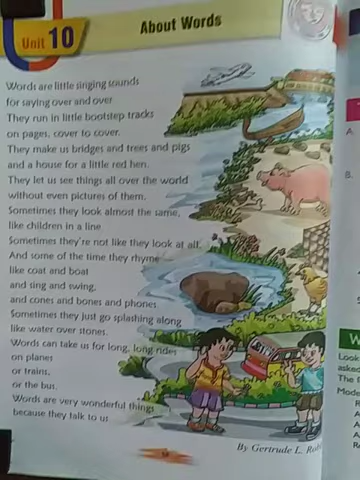 Unit 10
About Words
Words are little singing sounds
for saying over and over.
They run in little bootstep tracks
on pages, cover to cover.
They make us bridges and trees and pigs
and a house for a little red hen.
They let us see things all over the world
without even pictures of them.
Sometimes they look almost the same,
like children in a line
Sometimes they're not like they look at all.
And some of the time they rhyme —
like coat and boat
and sing and swing,
and cones and bones and phones.
Sometimes they just go splashing along
like water over stones.
Words can take us for long, long rides
on planes
or trains,
or the bus.
Words are very wonderful things
because they talk to us
By Gertrude L.
A.
B.
W
Look
asked
The
Mode